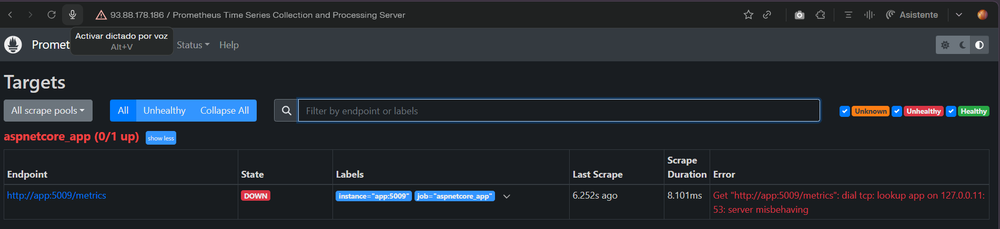 93.88.178.186 / Prometheus Time Series Collection and Processing Server
Asistente
Activar dictado por voz
Alt+V
Promet
Status
Help
Targets
All scrape pools
All
Unhealthy
Collapse All
Filter by endpoint or labels
Unknown
Unhealthy
Healthy
aspnetcore_app (0/1 up)
show less
Endpoint
State
Labels
Last Scrape
Scrape
Duration
Error
http://app:5009/metrics
DOWN
instance="app:5009"
job="aspnetcore_app"
6.252s ago
8.101ms
Get "http://app:5009/metrics": dial tcp: lookup app on 127.0.0.11:
53: server misbehaving